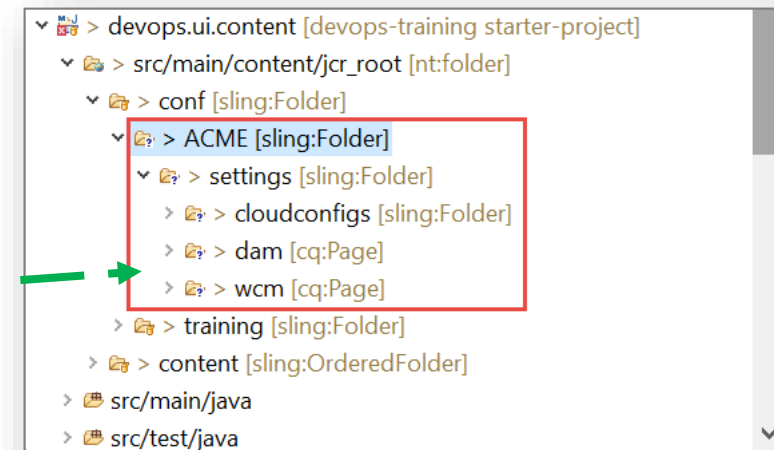 > devops.ui.content [devops-training starter-project]
> src/main/content/jcr_root [nt:folder]
> conf [sling:Folder]
> ACME [sling:Folder]
> settings [sling:Folder]
> cloudconfigs [sling:Folder]
> dam [cq:Page]
> wcm [cq:Page]
> training [sling:Folder]
> content [sling:OrderedFolder]
src/main/java
src/test/java